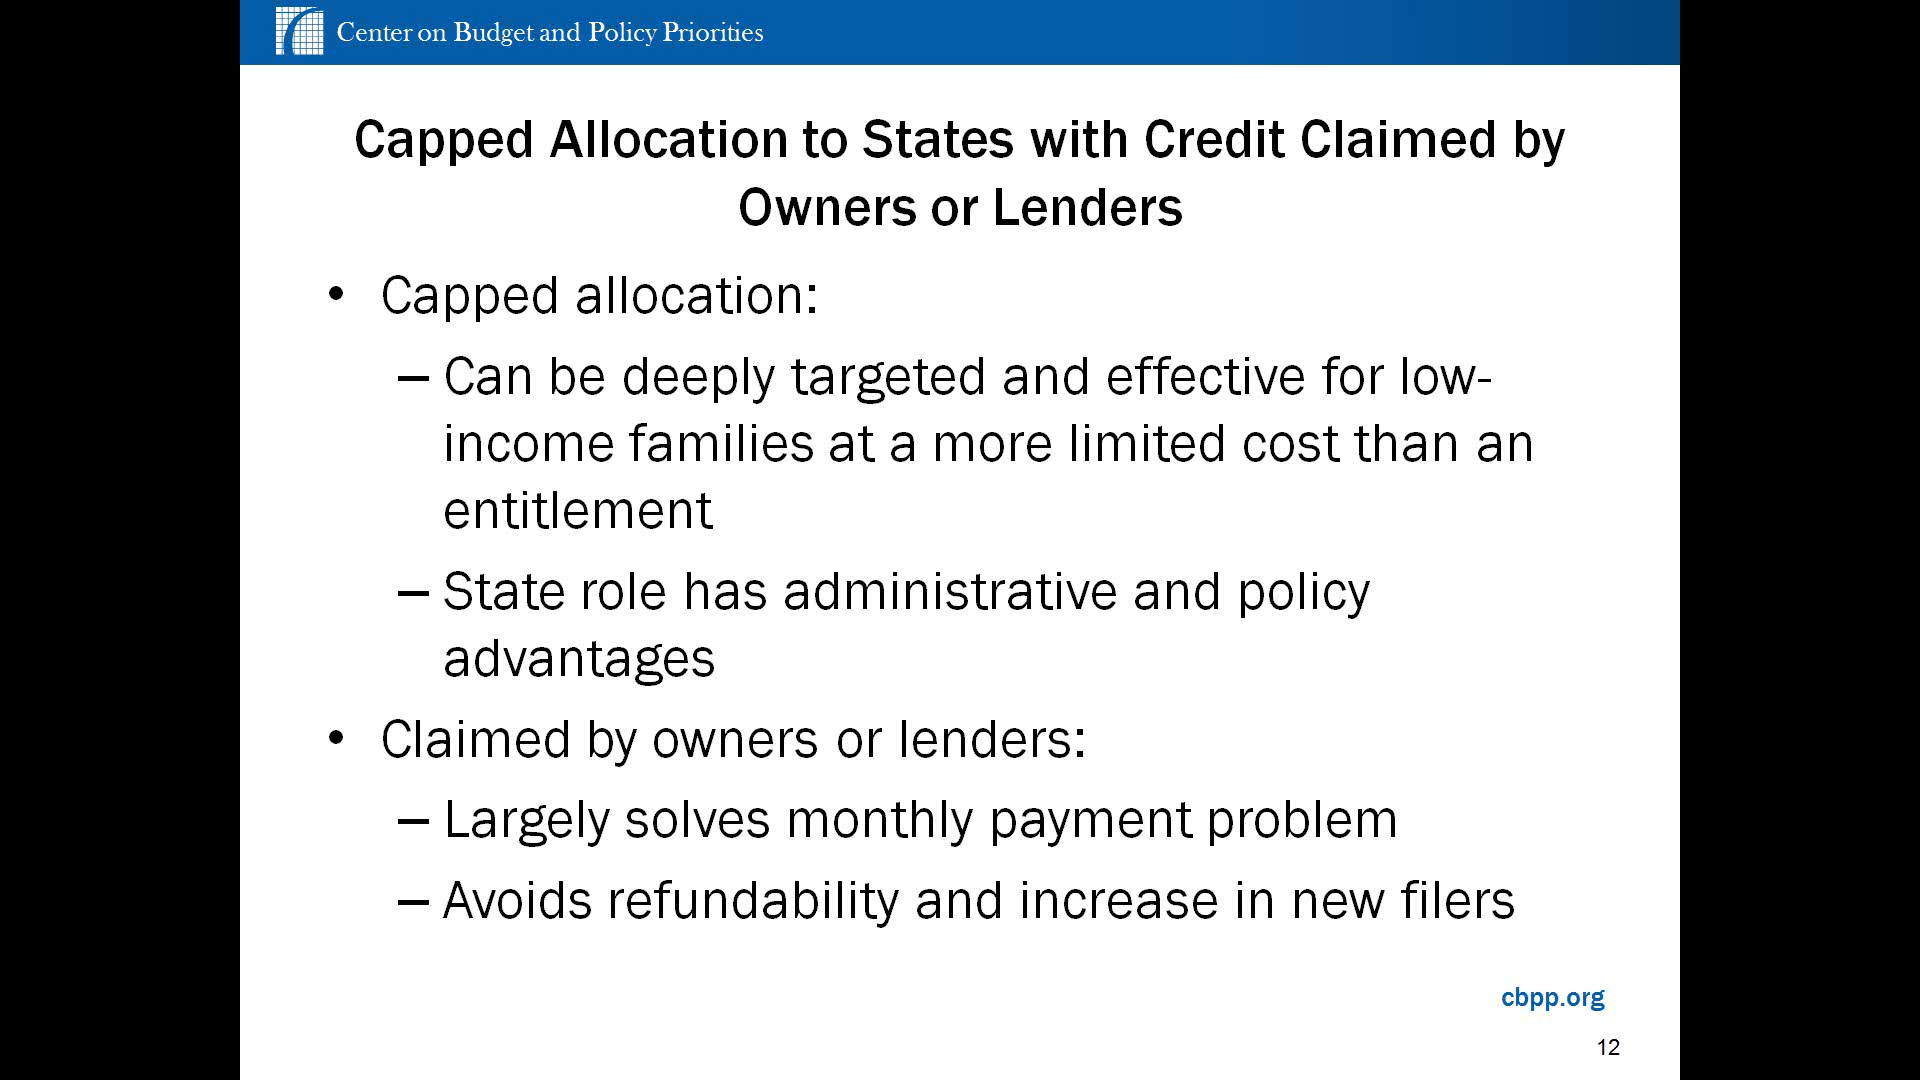 Center on Budget and Policy Priorities
Capped Allocation to States with Credit Claimed by
Owners or Lenders
• Capped allocation:
– Can be deeply targeted and effective for low-
income families at a more limited cost than an
entitlement
– State role has administrative and policy
advantages
• Claimed by owners or lenders:
– Largely solves monthly payment problem
– Avoids refundability and increase in new filers
cbpp.org
12